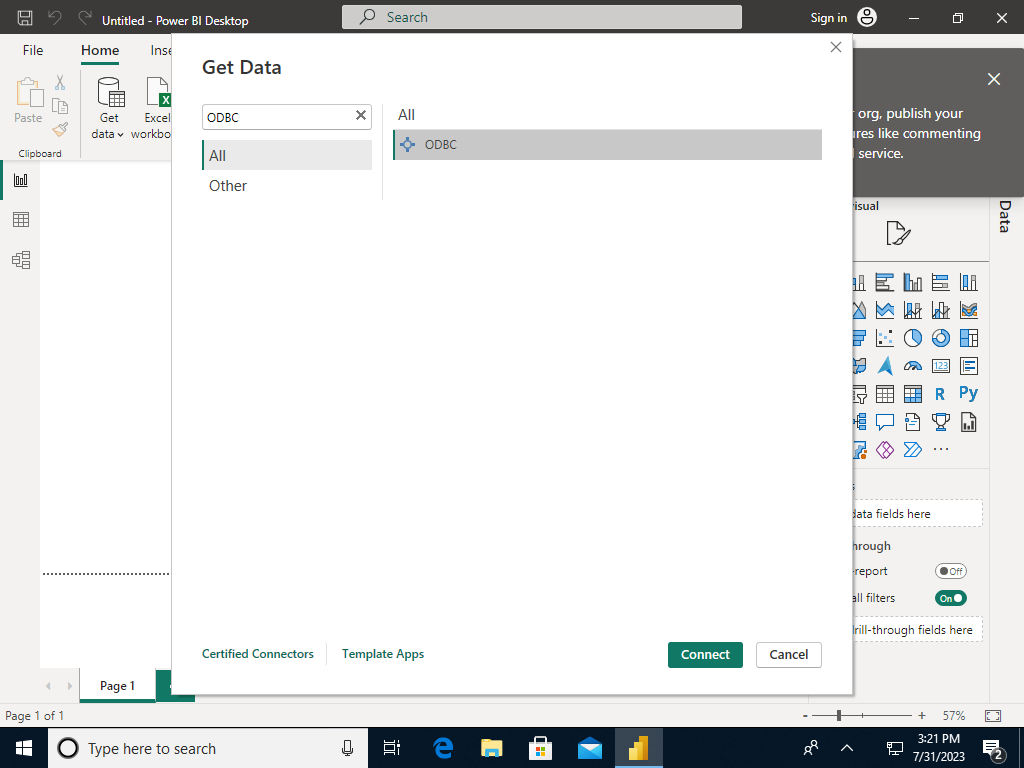 Untitled - Power BI Desktop
Search
Sign in
File
Home
Inse
Paste
Get data
Excel workbo
Clipboard
Get Data
ODBC
All
Other
All
ODBC
org, publish your
ures like commenting
service.
visual
Data
123
R
Py
data fields here
hrough
-report
Off
all filters
On
rill-through fields here
Certified Connectors
Template Apps
Connect
Cancel
Page 1
Page 1 of 1
- + 57%
Type here to search
3:21 PM
7/31/2023
2